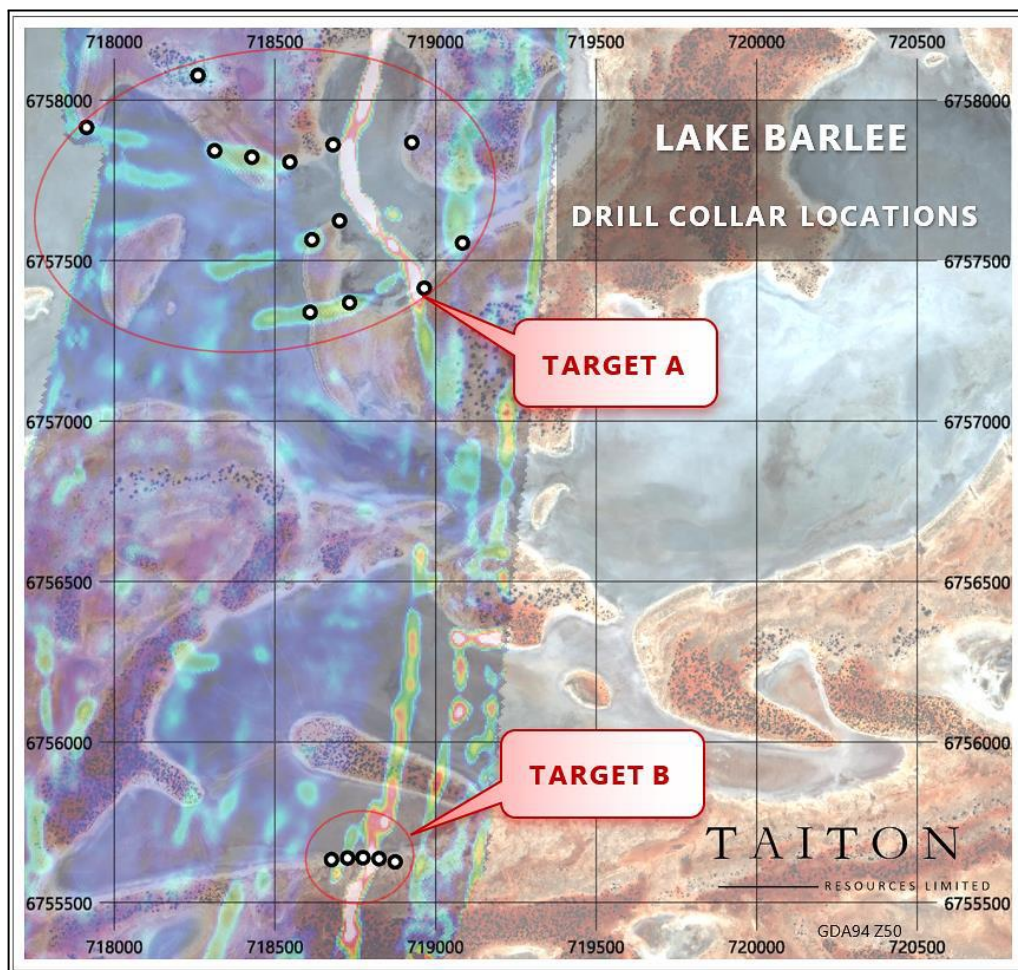 718000 718500 719000 719500 720000 720500
6758000 6758000
LAKE BARLEE
DRILL COLLAR LOCATIONS
6757500 6757500
TARGET A
6757000 6757000
6756500 6756500
6756000 6756000
TARGET B
TAITON
RESOURCES LIMITED
6755500 6755500
GDA94 Z50
718000 718500 719000 719500 720000 720500